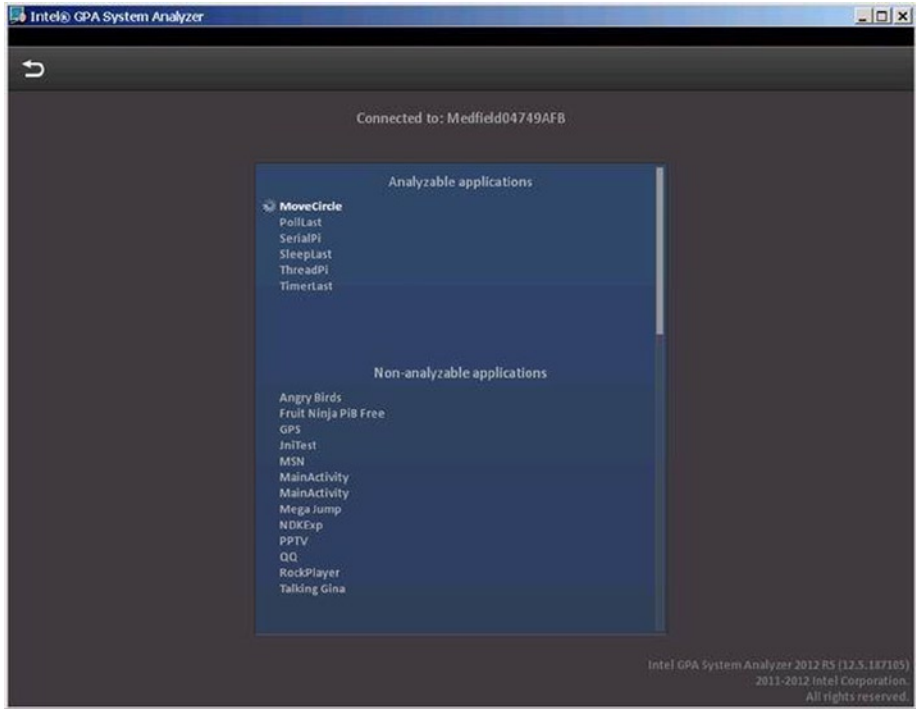 Intel® GPA System Analyzer
Connected to: Medfield04749AFB
Analyzable applications
MoveCircle
PollLast
SerialPi
SleepLast
ThreadPi
TimerLast
Non-analyzable applications
Angry Birds
Fruit Ninja PiB Free
GPS
JniTest
MSN
MainActivity
MainActivity
Mega Jump
NDKExp
PPTV
QQ
RockPlayer
Talking Gina
Intel GPA System Analyzer 2012 R5 (12.5.187105)
2011-2012 Intel Corporation.
All rights reserved.